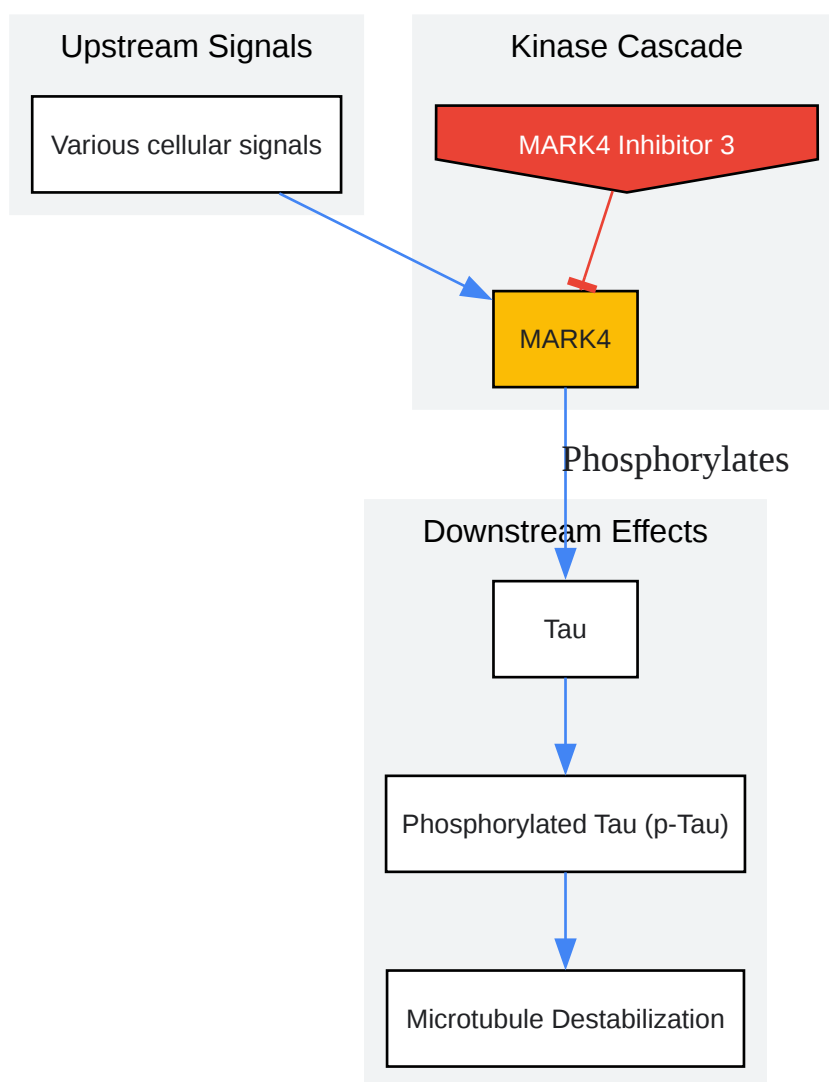 Upstream Signals
Kinase Cascade
Various cellular signals
MARK4 Inhibitor 3
MARK4
Phosphorylates
Downstream Effects
Tau
Phosphorylated Tau (p-Tau)
Microtubule Destabilization